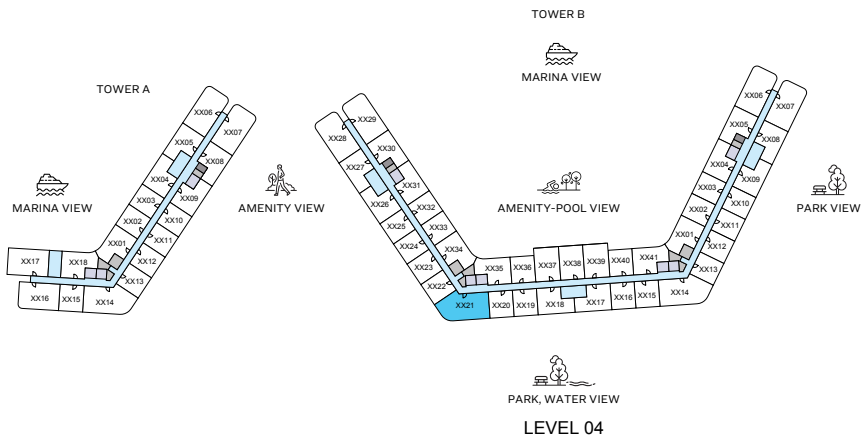 TOWER B
MARINA VIEW
TOWER A
XX06
XX07
XX05
XX08
XX04
XX09
XX03
XX10
XX02
XX11
XX01
XX12
XX13
XX17
XX18
XX16
XX15
XX14
MARINA VIEW
AMENITY VIEW
XX29
XX28
XX30
XX27
XX31
XX26
XX32
XX25
XX33
XX24
XX34
XX23
XX22
XX21
XX35
XX36
XX37
XX38
XX39
XX40
XX41
XX20
XX19
XX18
XX17
XX16
XX15
XX14
XX06
XX07
XX05
XX08
XX04
XX09
XX03
XX10
XX02
XX11
XX01
XX12
XX13
AMENITY-POOL VIEW
PARK VIEW
PARK, WATER VIEW
LEVEL 04